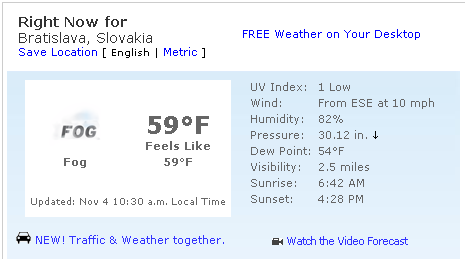 Right Now for
Bratislava, Slovakia
FREE Weather on Your Desktop
Save Location [ English | Metric ]
FOG
59°F
Feels Like
59°F
Fog
Updated: Nov 4 10:30 a.m. Local Time
UV Index: 1 Low
Wind: From ESE at 10 mph
Humidity: 82%
Pressure: 30.12 in. ↓
Dew Point: 54°F
Visibility: 2.5 miles
Sunrise: 6:42 AM
Sunset: 4:28 PM
NEW! Traffic & Weather together.
Watch the Video Forecast